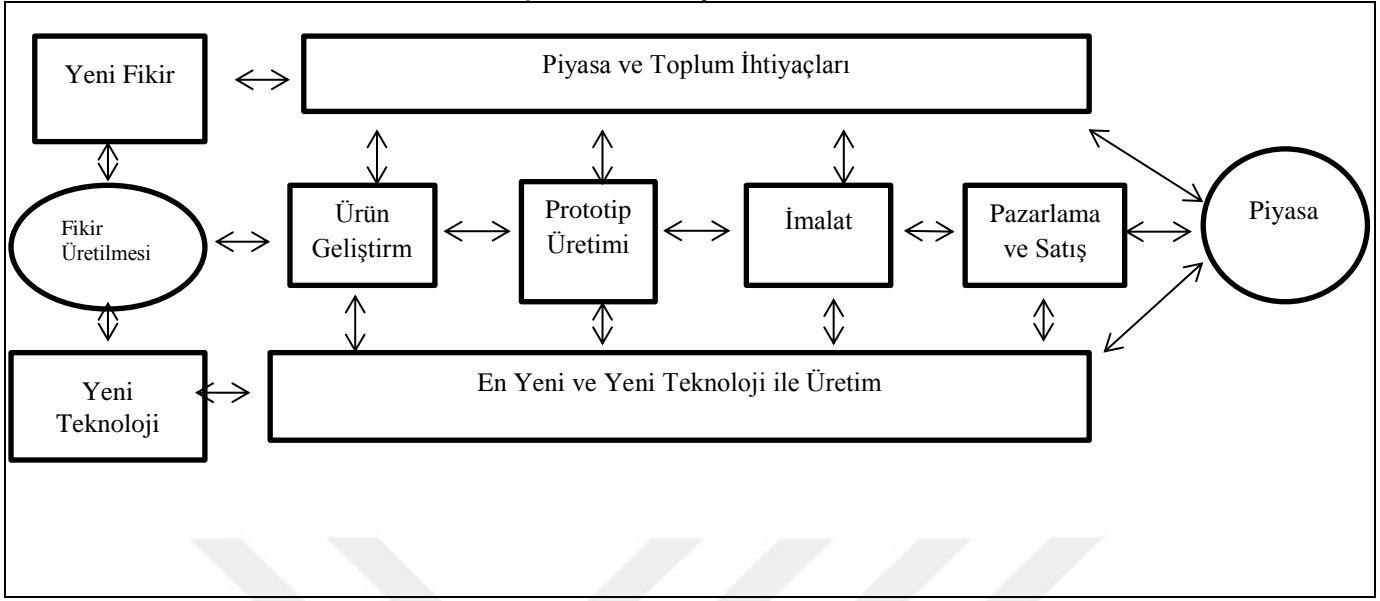 Yeni Fikir
Piyasa ve Toplum İhtiyaçları
Fikir
Üretilmesi
Ürün
Geliştirm
Prototip
Üretimi
İmalat
Pazarlama
ve Satış
Piyasa
Yeni
Teknoloji
En Yeni ve Yeni Teknoloji ile Üretim